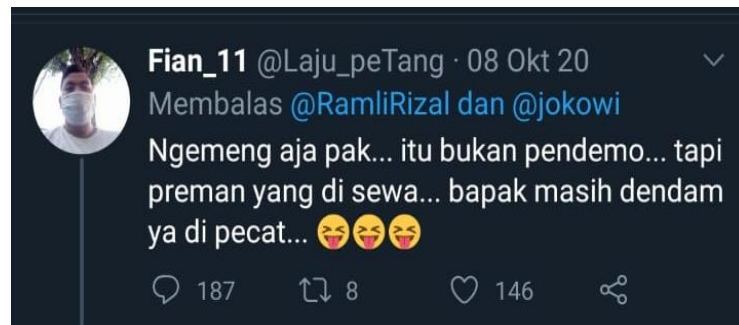 Fian_11 @Laju_peTang · 08 Okt 20
Membalas @RamliRizal dan @jokowi
Ngemeng aja pak... itu bukan pendemo... tapi
preman yang di sewa... bapak masih dendam
ya di pecat... 😝😝😝
187 8 146